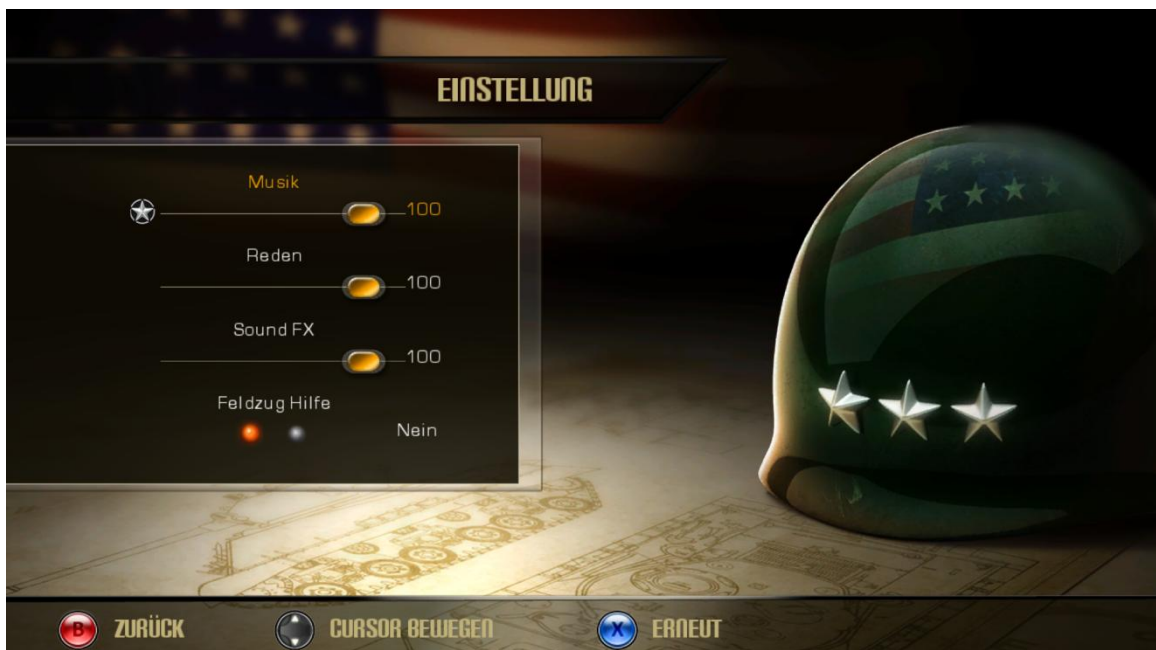 EINSTELLUNG
Musik
100
Reden
100
Sound FX
100
Feldzug Hilfe
Nein
B ZURÜCK CURSOR BEWEGEN X ERNEUT